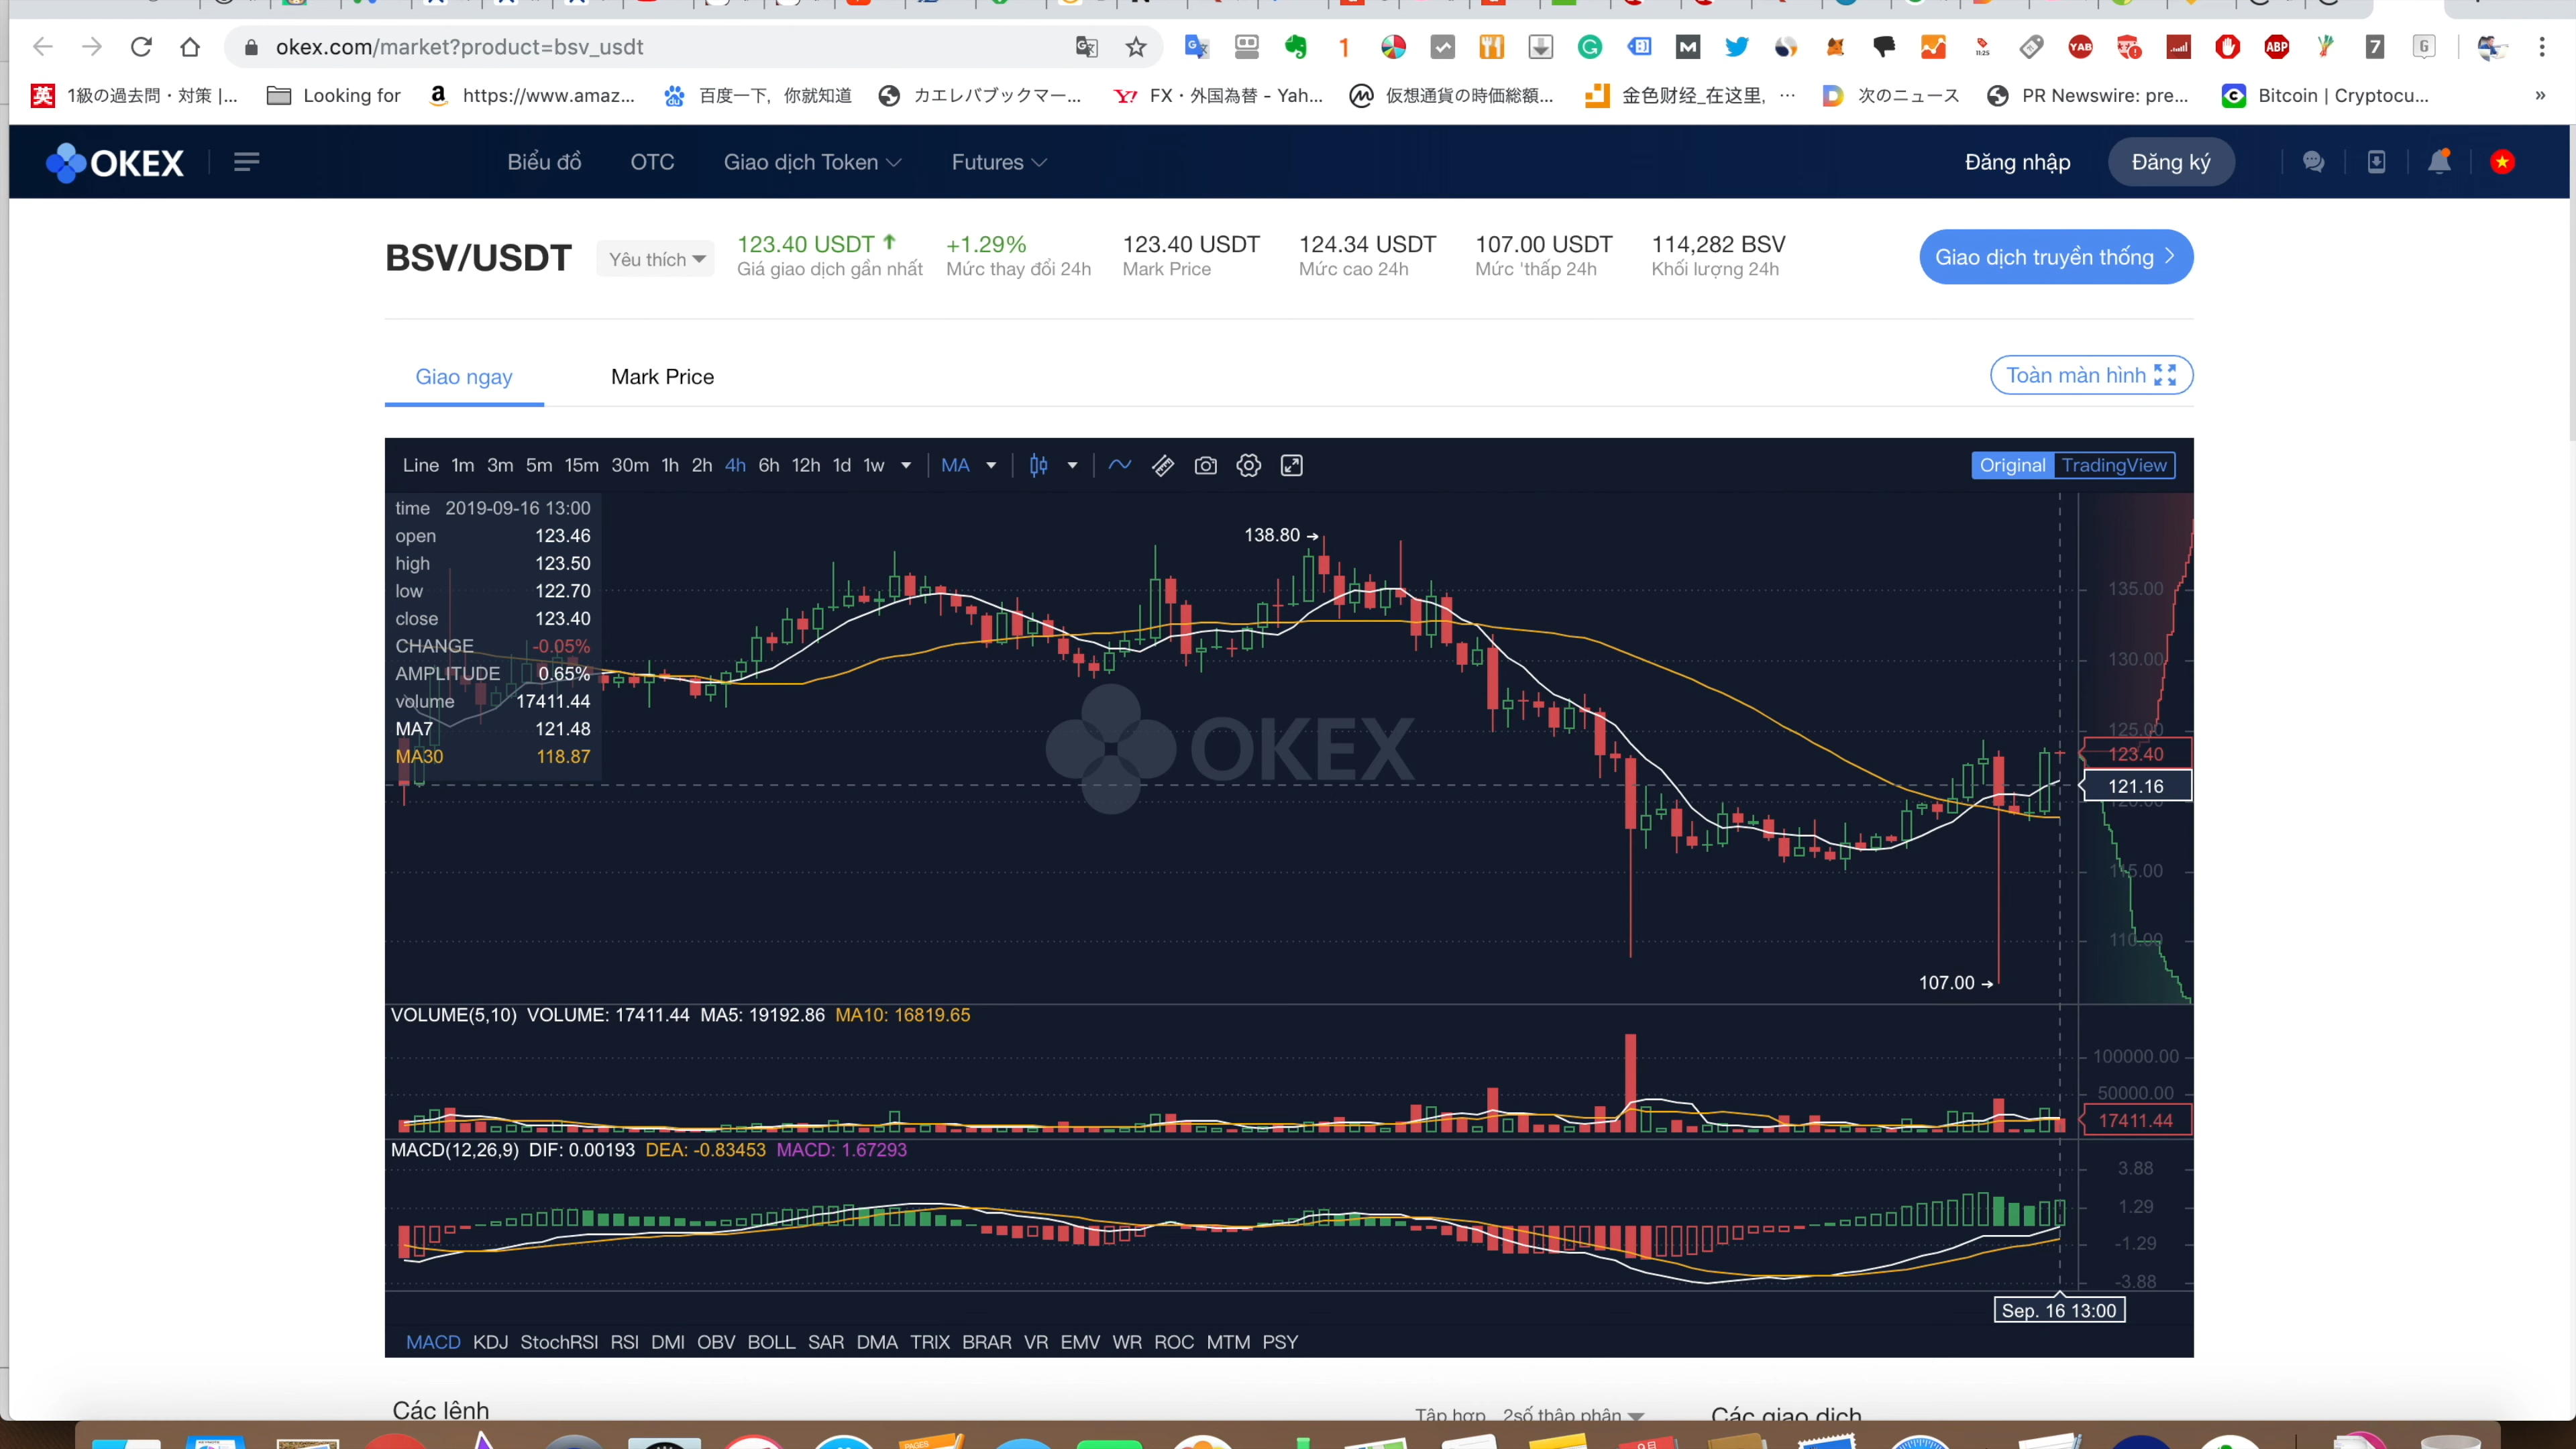 okex.com/market?product=bsv_usdt
1級の過去問・対策 |...
Looking for
https://www.amaz...
百度一下，你就知道
カエレバブックマー...
FX・外国為替 - Yah...
仮想通貨の時価総額...
金色财经_在这里, ...
次のニュース
PR Newswire: pre...
Bitcoin | Cryptocu...
»
OKEX
Biểu đồ
OTC
Giao dịch Token
Futures
Đăng nhập
Đăng ký
BSV/USDT
Yêu thích
123.40 USDT
Giá giao dịch gần nhất
+1.29%
Mức thay đổi 24h
123.40 USDT
Mark Price
124.34 USDT
Mức cao 24h
107.00 USDT
Mức 'thấp 24h
114,282 BSV
Khối lượng 24h
Giao dịch truyền thống
Giao ngay
Mark Price
Toàn màn hình
Line 1m 3m 5m 15m 30m 1h 2h 4h 6h 12h 1d 1w
MA
Original TradingView
time 2019-09-16 13:00
open 123.46
high 123.50
low 122.70
close 123.40
CHANGE -0.05%
AMPLITUDE 0.65%
volume 17411.44
MA7 121.48
MA30 118.87
138.80
OKEX
107.00
135.00
130.00
125.00
123.40
121.16
120.00
115.00
110.00
VOLUME(5,10) VOLUME: 17411.44 MA5: 19192.86 MA10: 16819.65
100000.00
50000.00
17411.44
MACD(12,26,9) DIF: 0.00193 DEA: -0.83453 MACD: 1.67293
3.88
1.29
-1.29
-3.88
Sep. 16 13:00
MACD KDJ StochRSI RSI DMI OBV BOLL SAR DMA TRIX BRAR VR EMV WR ROC MTM PSY
Các lệnh
Tập hợp
2số thập phân
Các giao dịch